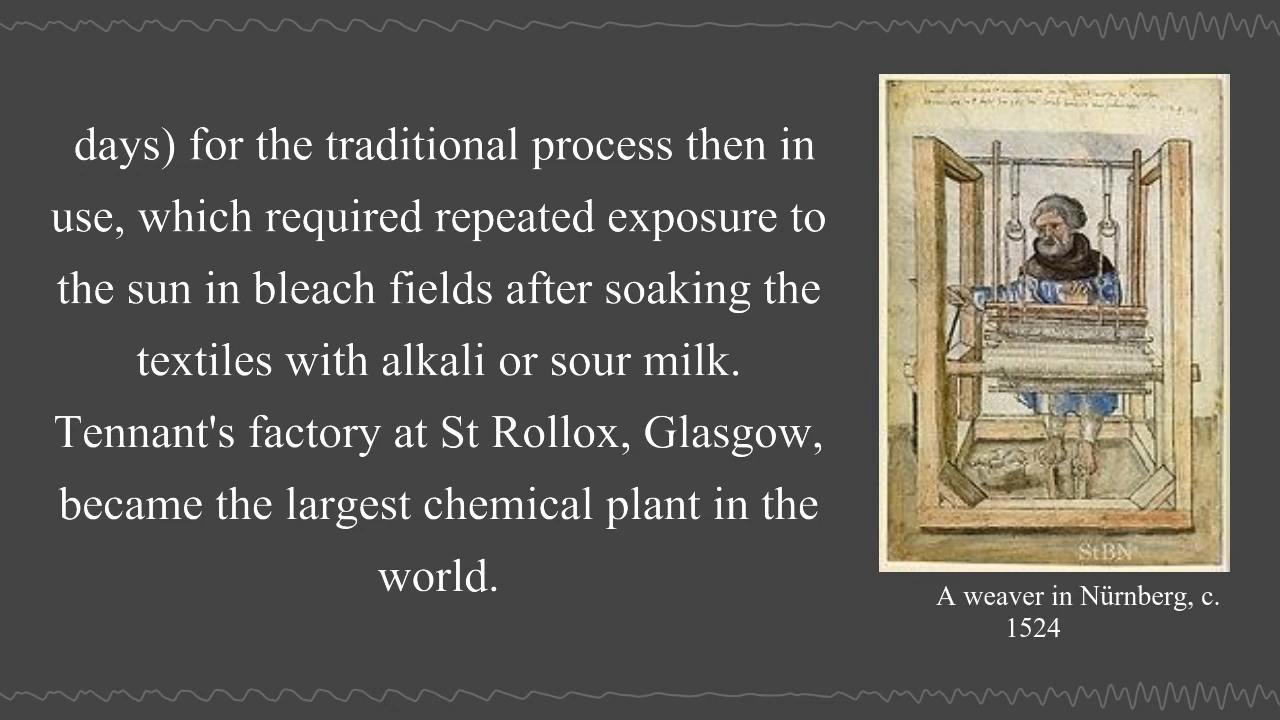 days) for the traditional process then in
use, which required repeated exposure to
the sun in bleach fields after soaking the
textiles with alkali or sour milk.
Tennant's factory at St Rollox, Glasgow,
became the largest chemical plant in the
world.
StBN
A weaver in Nürnberg, c.
1524